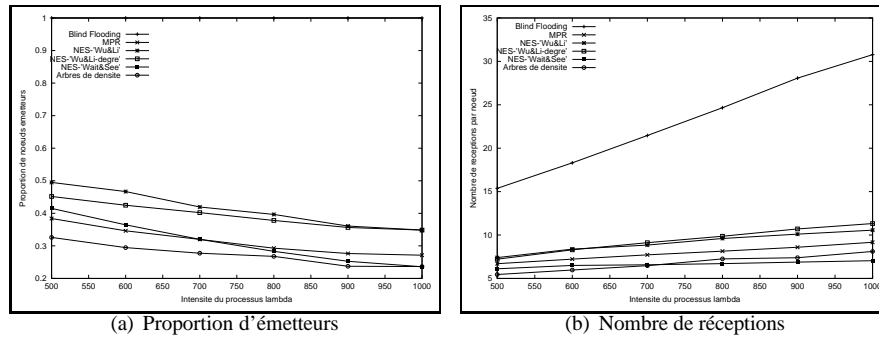 1
0.9
0.8
0.7
0.6
0.5
0.4
0.3
0.2
500 550 600 650 700 750 800 850 900 950 1000
Proportion de noeuds emetteurs
Intensite du processus lambda
Blind Flooding
MPR
NES-'Wu&Li'
NES-'Wu&Li-degre'
NES-'Wait&See'
Arbres de densite
(a) Proportion d'émetteurs
35
30
25
20
15
10
5
500 550 600 650 700 750 800 850 900 950 1000
Nombre de receptions par noeud
Intensite du processus lambda
Blind Flooding
MPR
NES-'Wu&Li'
NES-'Wu&Li-degre'
NES-'Wait&See'
Arbres de densite
(b) Nombre de réceptions